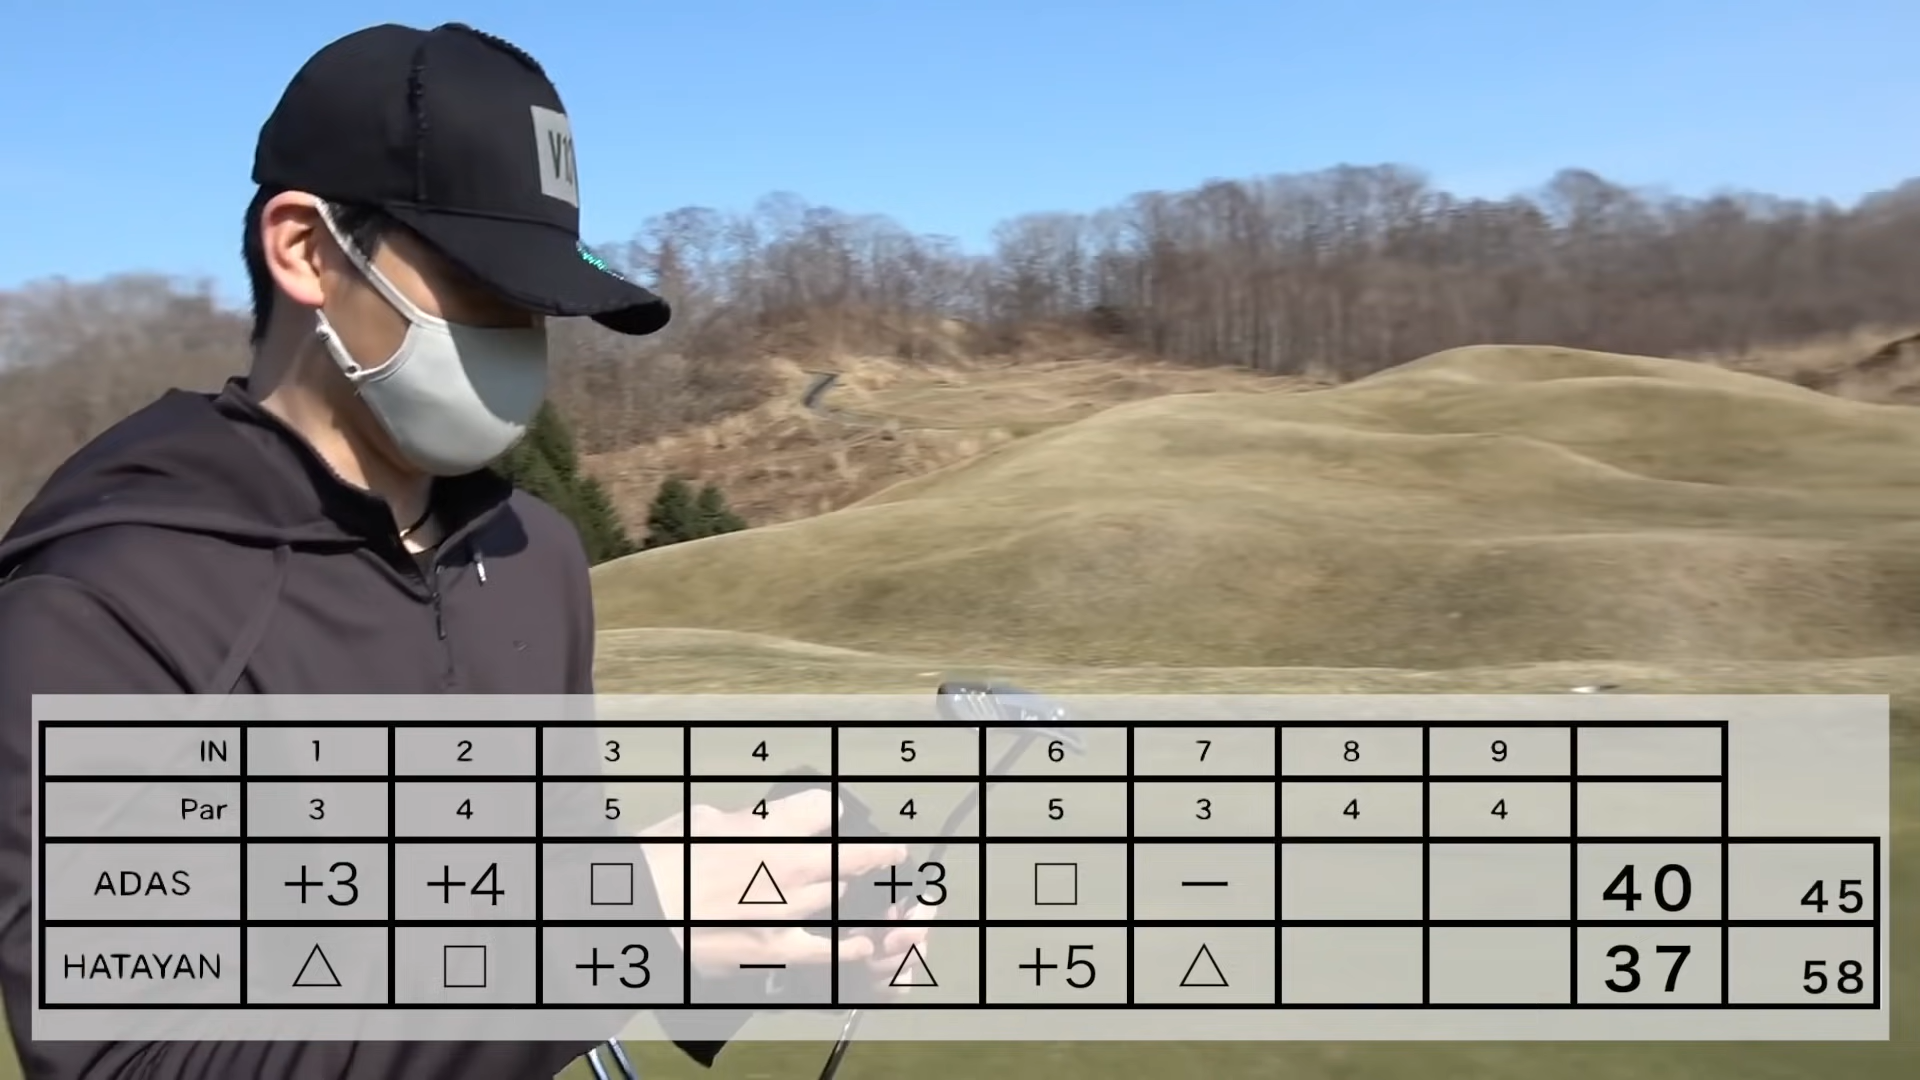 IN 1 2 3 4 5 6 7 8 9
Par 3 4 5 4 4 5 3 4 4
ADAS +3 +4 □ △ +3 □ — 40 45
HATAYAN △ □ +3 — △ +5 △ 37 58